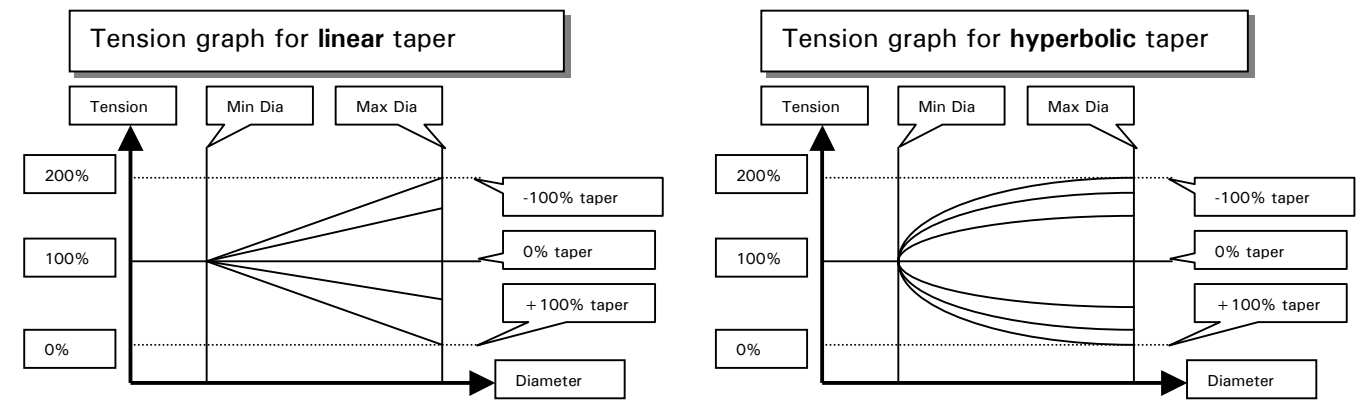 Tension graph for linear taper
Tension
Min Dia
Max Dia
200%
100%
0%
-100% taper
0% taper
+100% taper
Diameter
Tension graph for hyperbolic taper
Tension
Min Dia
Max Dia
200%
100%
0%
-100% taper
0% taper
+100% taper
Diameter